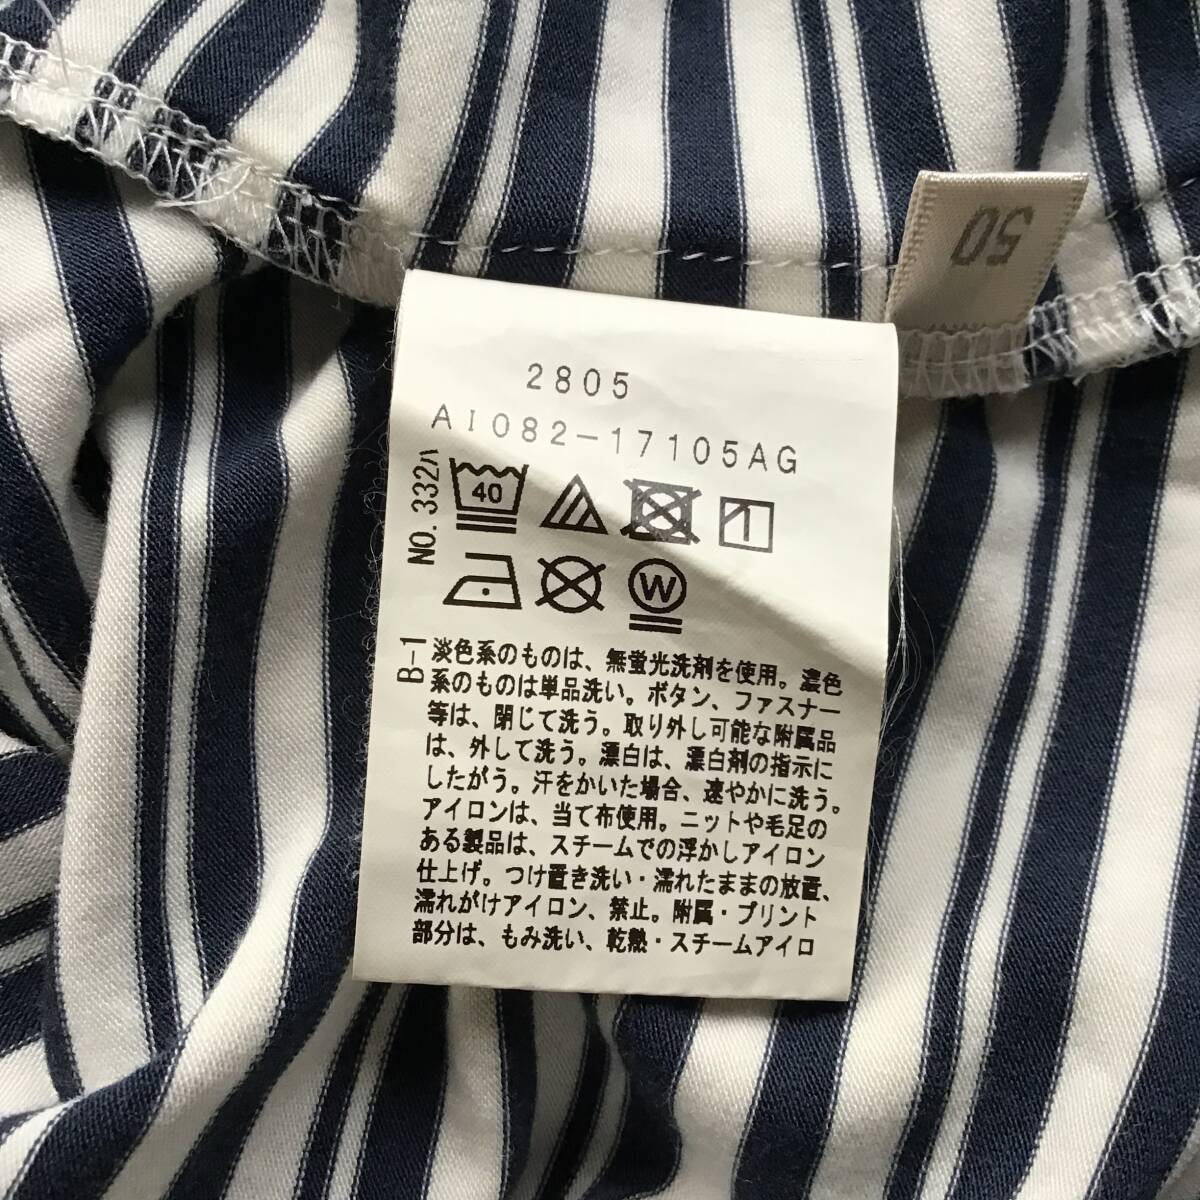 50
2805
AI082-17105AG
NO. 332ハ
40
W
B-1
淡色系のものは、無蛍光洗剤を使用。濃色
系のものは単品洗い。ボタン、ファスナー
等は、閉じて洗う。取り外し可能な附属品
は、外して洗う。漂白は、漂白剤の指示に
したがう。汗をかいた場合、速やかに洗う。
アイロンは、当て布使用。ニットや毛足の
ある製品は、スチームでの浮かしアイロン
仕上げ。つけ置き洗い・濡れたままの放置、
濡れがけアイロン、禁止。附属・プリント
部分は、もみ洗い、乾熱・スチームアイロ